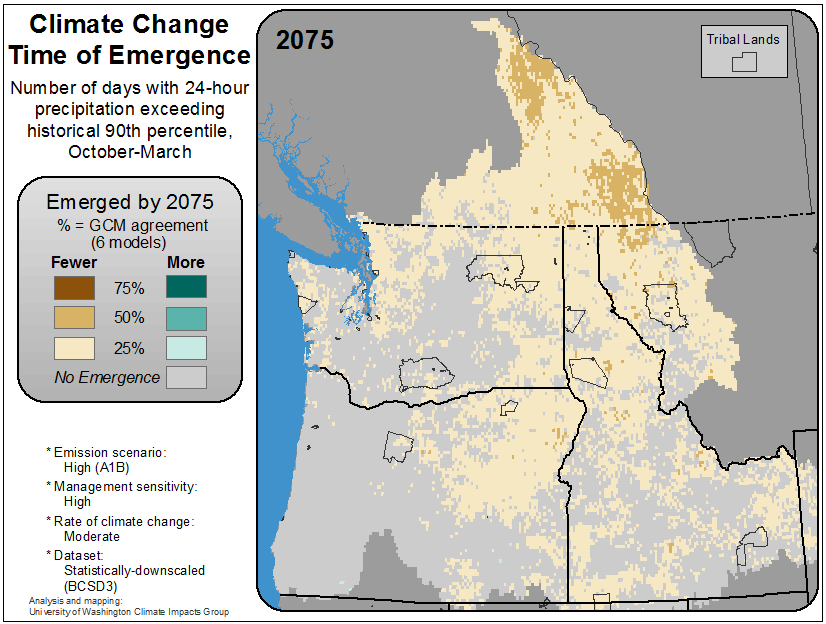 Climate Change
Time of Emergence
Number of days with 24-hour
precipitation exceeding
historical 90th percentile,
October-March
Emerged by 2075
% = GCM agreement
(6 models)
Fewer More
75%
50%
25%
No Emergence
* Emission scenario:
High (A1B)
* Management sensitivity:
High
* Rate of climate change:
Moderate
* Dataset:
Statistically-downscaled
(BCSD3)
Analysis and mapping:
University of Washington Climate Impacts Group
2075
Tribal Lands